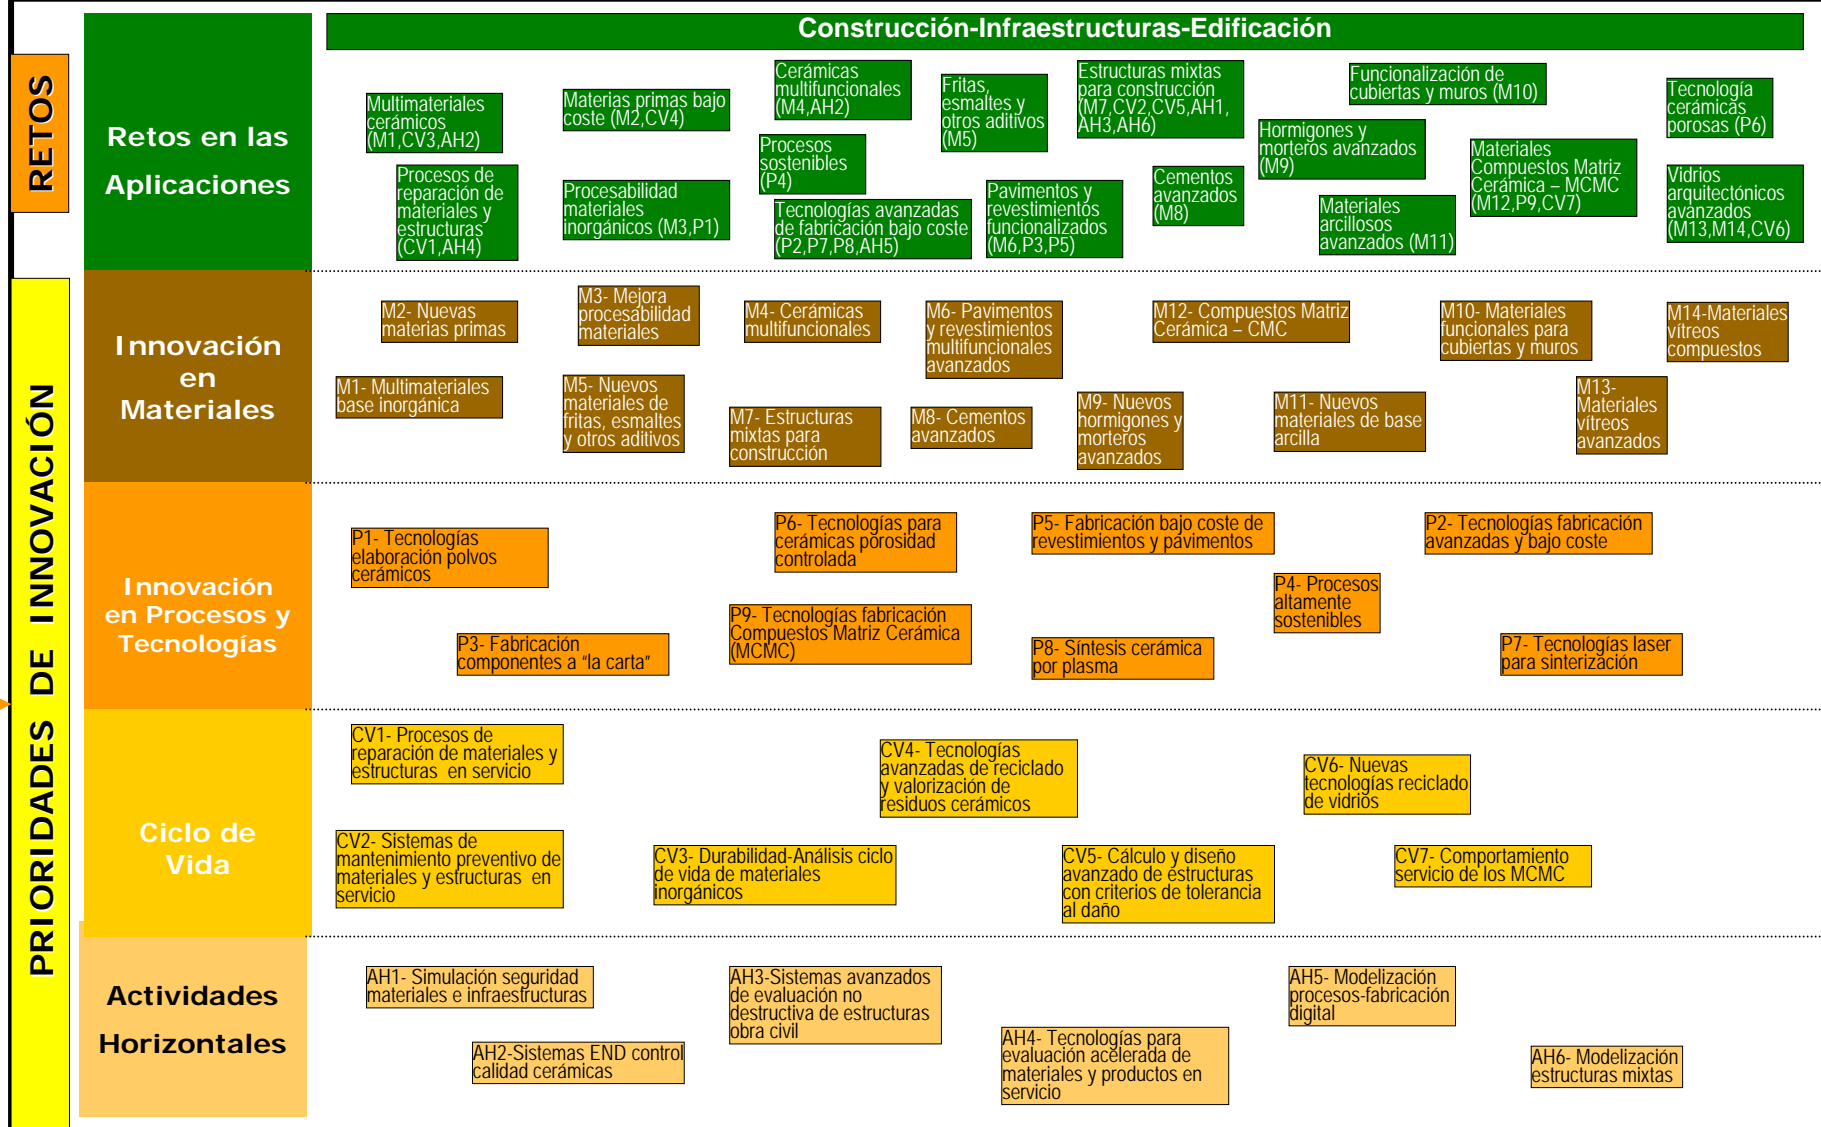 Construcción-Infraestructuras-Edificación
RETOS
Retos en las
Aplicaciones
Multimateriales
cerámicos
(M1,CV3,AH2)
Procesos de
reparación de
materiales y
estructuras
(CV1,AH4)
Materias primas bajo
coste (M2,CV4)
Procesabilidad
materiales
inorgánicos (M3,P1)
Cerámicas
multifuncionales
(M4,AH2)
Procesos
sostenibles
(P4)
Tecnologías avanzadas
de fabricación bajo coste
(P2,P7,P8,AH5)
Fritas,
esmaltes y
otros aditivos
(M5)
Pavimentos y
revestimientos
funcionalizados
(M6,P3,P5)
Estructuras mixtas
para construcción
(M7,CV2,CV5,AH1,
AH3,AH6)
Cementos
avanzados
(M8)
Funcionalización de
cubiertas y muros (M10)
Hormigones y
morteros avanzados
(M9)
Materiales
arcillosos
avanzados (M11)
Materiales
Compuestos Matriz
Cerámica – MCMC
(M12,P9,CV7)
Tecnología
cerámicas
porosas (P6)
Vidrios
arquitectónicos
avanzados
(M13,M14,CV6)
PRIORIDADES DE INNOVACIÓN
Innovación
en
Materiales
M2- Nuevas
materias primas
M3- Mejora
procesabilidad
materiales
M4- Cerámicas
multifuncionales
M6- Pavimentos
y revestimientos
multifuncionales
avanzados
M12- Compuestos Matriz
Cerámica – CMC
M10- Materiales
funcionales para
cubiertas y muros
M14-Materiales
vítreos
compuestos
M1- Multimateriales
base inorgánica
M5- Nuevos
materiales de
fritas, esmaltes
y otros aditivos
M7- Estructuras
mixtas para
construcción
M8- Cementos
avanzados
M9- Nuevos
hormigones y
morteros
avanzados
M11- Nuevos
materiales de base
arcilla
M13-
Materiales
vítreos
avanzados
Innovación
en Procesos y
Tecnologías
P1- Tecnologías
elaboración polvos
cerámicos
P6- Tecnologías para
cerámicas porosidad
controlada
P5- Fabricación bajo coste de
revestimientos y pavimentos
P2- Tecnologías fabricación
avanzadas y bajo coste
P3- Fabricación
componentes a “la carta”
P9- Tecnologías fabricación
Compuestos Matriz Cerámica
(MCMC)
P8- Síntesis cerámica
por plasma
P4- Procesos
altamente
sostenibles
P7- Tecnologías laser
para sinterización
Ciclo de
Vida
CV1- Procesos de
reparación de materiales y
estructuras en servicio
CV4- Tecnologías
avanzadas de reciclado
y valorización de
residuos cerámicos
CV6- Nuevas
tecnologías reciclado
de vidrios
CV2- Sistemas de
mantenimiento preventivo de
materiales y estructuras en
servicio
CV3- Durabilidad-Análisis ciclo
de vida de materiales
inorgánicos
CV5- Cálculo y diseño
avanzado de estructuras
con criterios de tolerancia
al daño
CV7- Comportamiento
servicio de los MCMC
Actividades
Horizontales
AH1- Simulación seguridad
materiales e infraestructuras
AH3-Sistemas avanzados
de evaluación no
destructiva de estructuras
obra civil
AH5- Modelización
procesos-fabricación
digital
AH2-Sistemas END control
calidad cerámicas
AH4- Tecnologías para
evaluación acelerada de
materiales y productos en
servicio
AH6- Modelización
estructuras mixtas